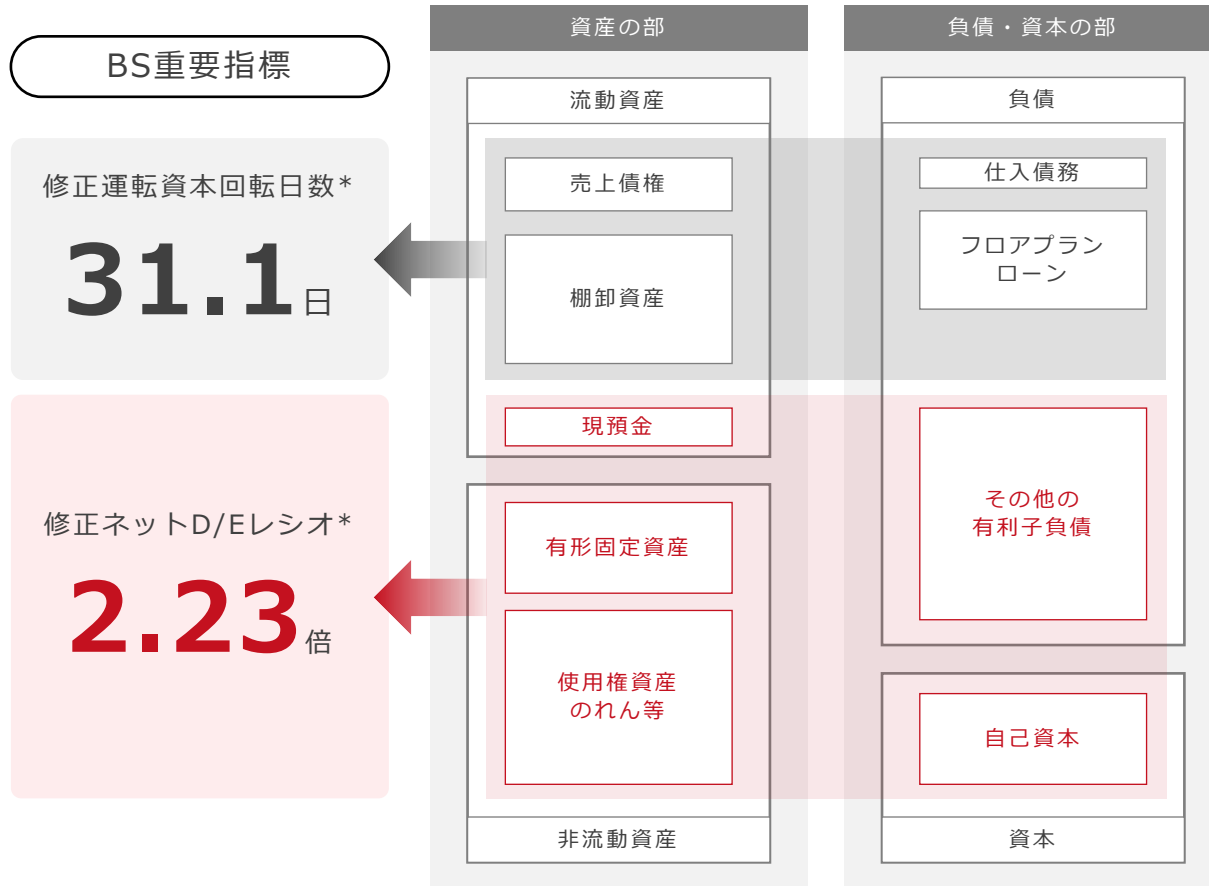 BS重要指標
修正運転資本回転日数*
31.1日
修正ネットD/Eレシオ*
2.23倍
資産の部
流動資産
売上債権
棚卸資産
現預金
有形固定資産
使用権資産
のれん等
非流動資産
負債・資本の部
負債
仕入債務
フロアプラン
ローン
その他の
有利子負債
自己資本
資本